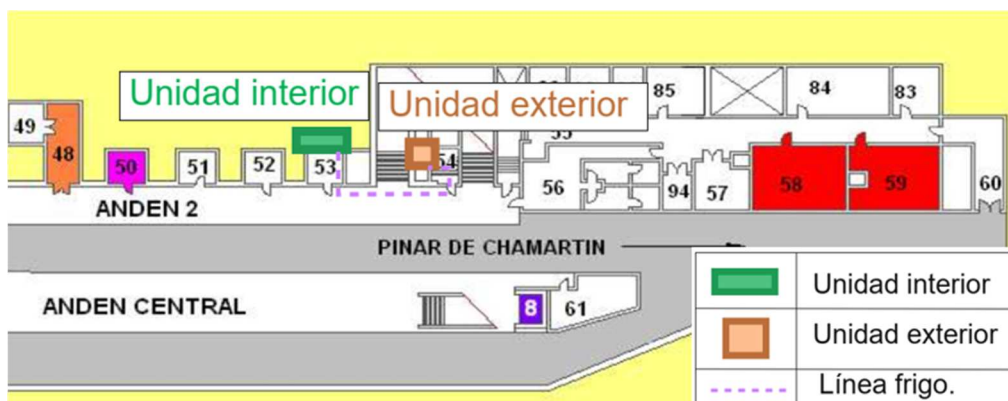 Unidad interior
Unidad exterior
49
48
50
51
52
53
54
85
84
83
56
94
57
58
59
60
ANDEN 2
PINAR DE CHAMARTIN
ANDEN CENTRAL
8
61
Unidad interior
Unidad exterior
Línea frigo.